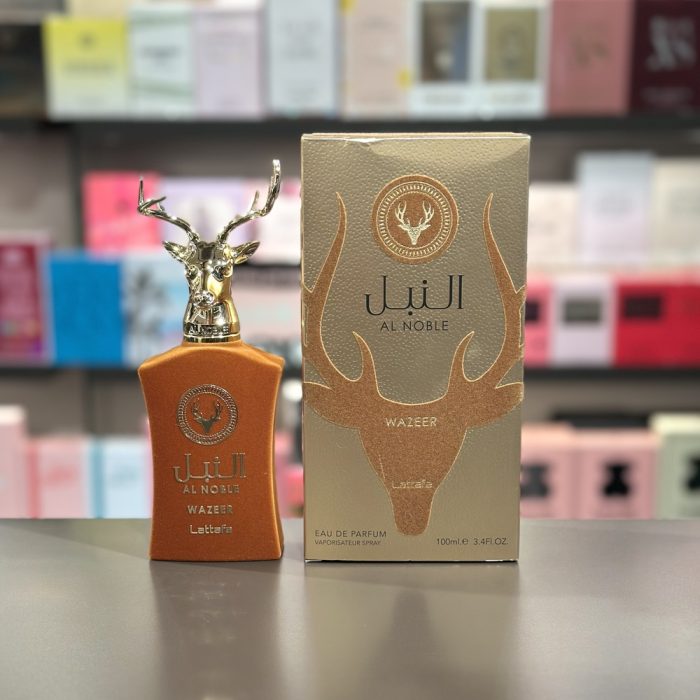 النبل
AL NOBLE
WAZEER
Lattafa
النبل
AL NOBLE
WAZEER
Lattafa
EAU DE PARFUM
VAPORISATEUR SPRAY
100ml.e 3.4Fl.OZ.